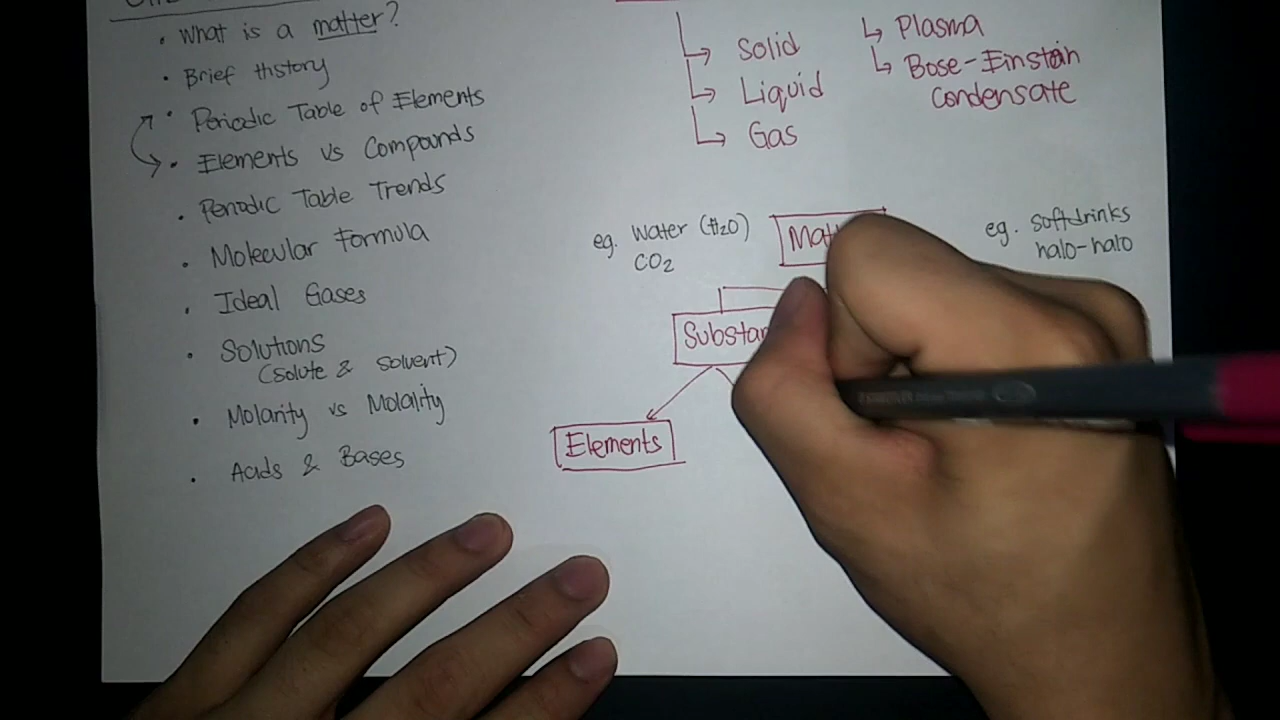 • What is a matter?
• Brief History
• Periodic Table of Elements
• Elements vs Compounds
• Periodic Table Trends
• Molecular Formula
• Ideal Gases
• Solutions
(solute & solvent)
• Molarity vs Molality
• Acids & Bases
↳ Solid
↳ Liquid
↳ Gas
↳ Plasma
↳ Bose-Einstein
Condensate
eg. Water (H₂O)
CO₂
Mat
eg. softdrinks
halo-halo
Substan
Elements